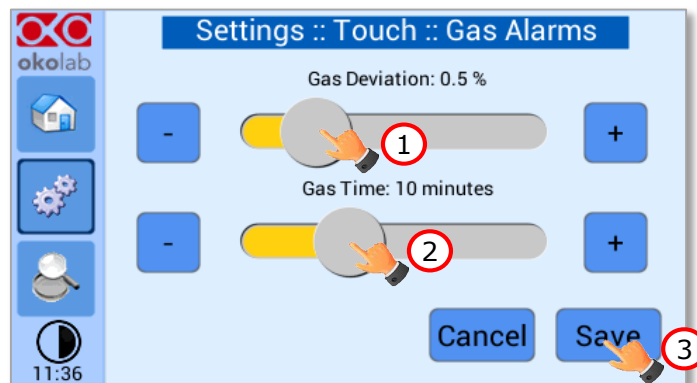 Settings :: Touch :: Gas Alarms
okolab
Gas Deviation: 0.5 %
-
+
1
Gas Time: 10 minutes
-
+
2
Cancel
Save
3
11:36